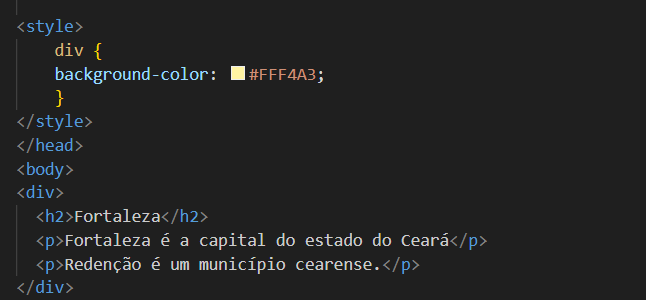 <style>
div {
background-color: #FFF4A3;
}
</style>
</head>
<body>
<div>
<h2>Fortaleza</h2>
<p>Fortaleza é a capital do estado do Ceará</p>
<p>Redenção é um município cearense.</p>
</div>